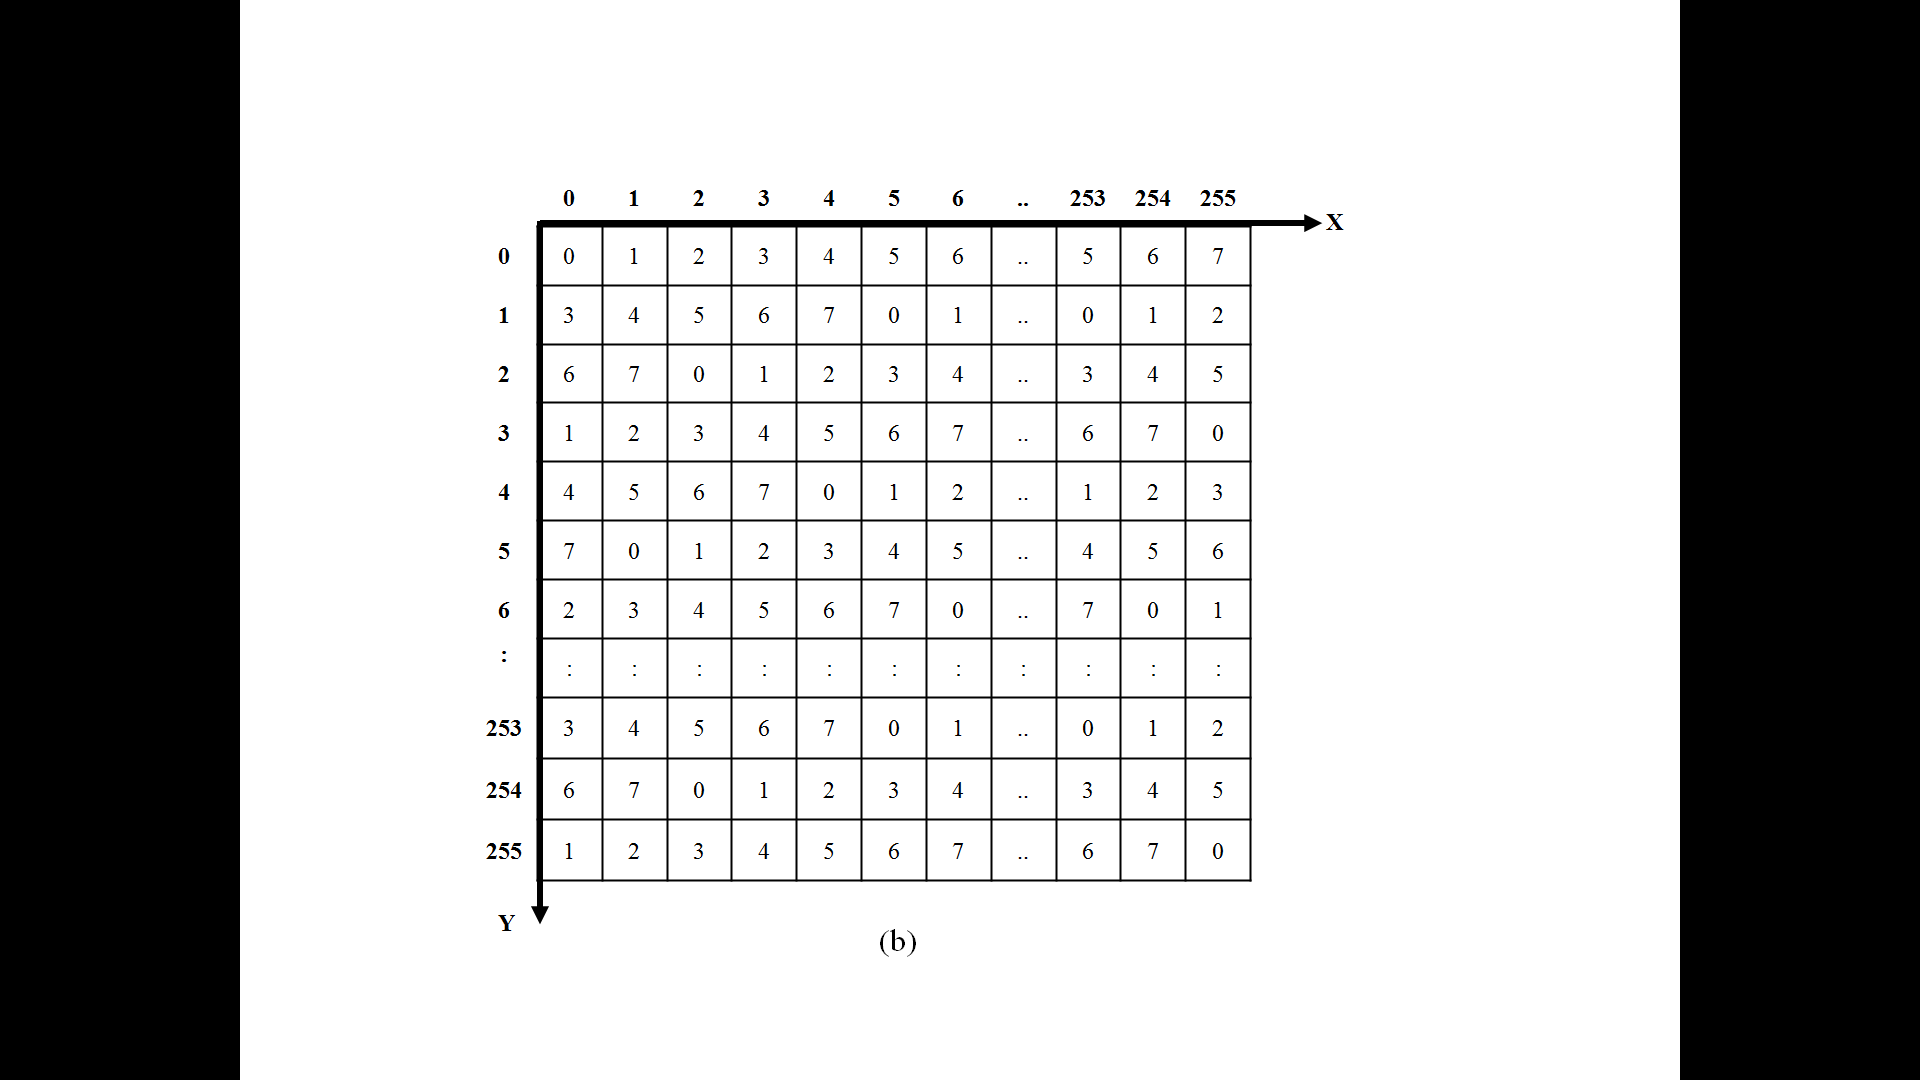 0 1 2 3 4 5 6 .. 253 254 255
X
0 0 1 2 3 4 5 6 .. 5 6 7
1 3 4 5 6 7 0 1 .. 0 1 2
2 6 7 0 1 2 3 4 .. 3 4 5
3 1 2 3 4 5 6 7 .. 6 7 0
4 4 5 6 7 0 1 2 .. 1 2 3
5 7 0 1 2 3 4 5 .. 4 5 6
6 2 3 4 5 6 7 0 .. 7 0 1
: : : : : : : : : : : :
253 3 4 5 6 7 0 1 .. 0 1 2
254 6 7 0 1 2 3 4 .. 3 4 5
255 1 2 3 4 5 6 7 .. 6 7 0
Y
(b)